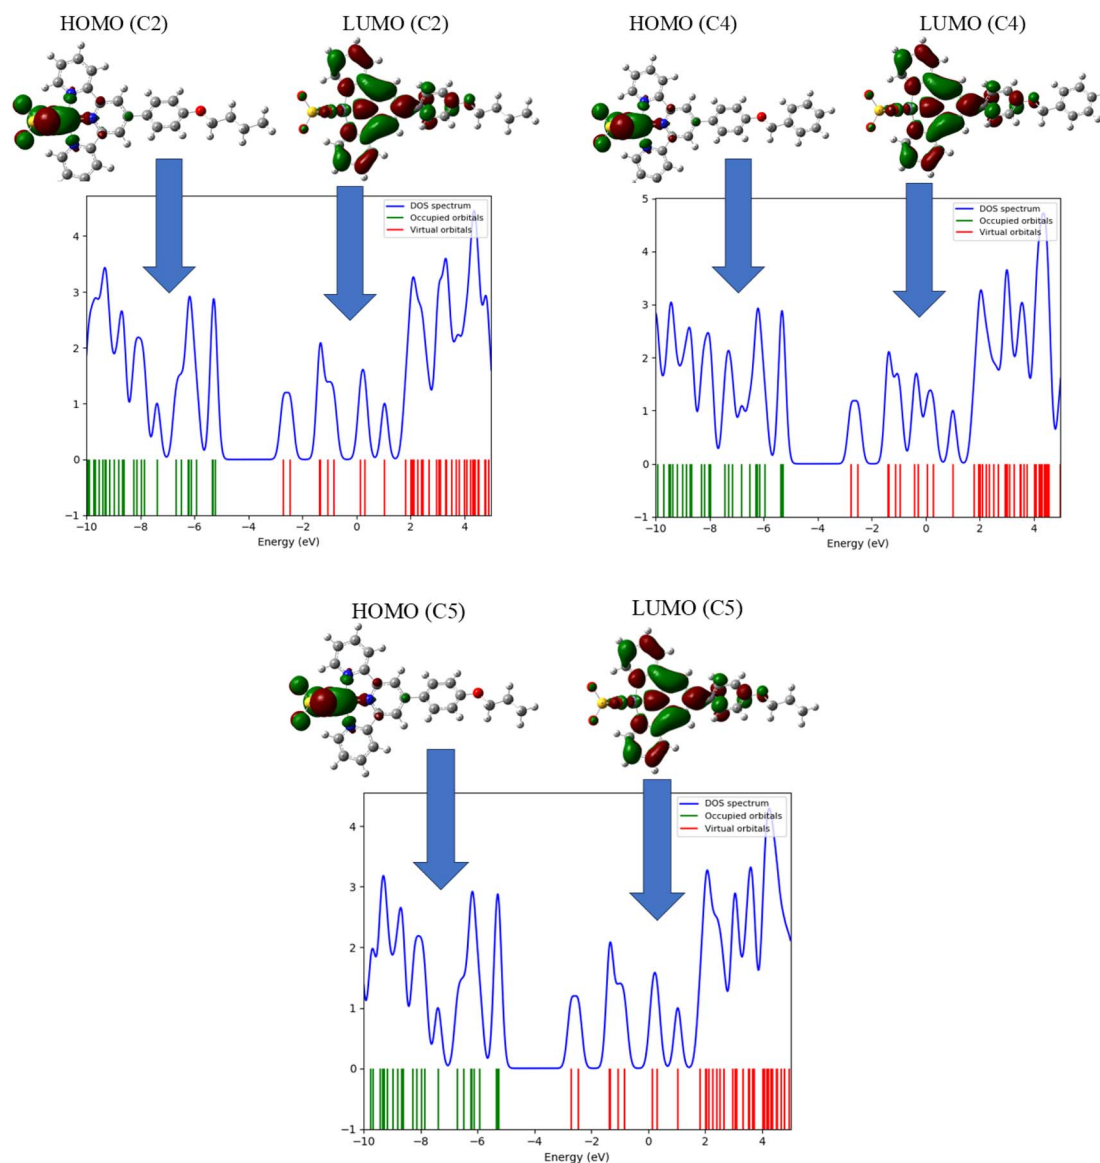 HOMO (C2)
LUMO (C2)
HOMO (C4)
LUMO (C4)
DOS spectrum
Occupied orbitals
Virtual orbitals
4
3
2
1
0
−1
−10
−8
−6
−4
−2
0
2
4
Energy (eV)
DOS spectrum
Occupied orbitals
Virtual orbitals
5
4
3
2
1
0
−1
−10
−8
−6
−4
−2
0
2
4
Energy (eV)
HOMO (C5)
LUMO (C5)
DOS spectrum
Occupied orbitals
Virtual orbitals
4
3
2
1
0
−1
−10
−8
−6
−4
−2
0
2
4
Energy (eV)